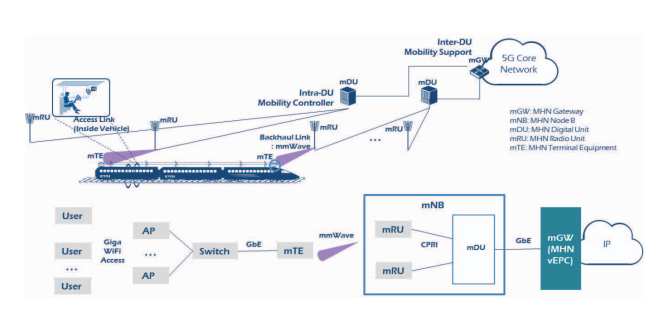 Inter-DU
Mobility Support
mGW
5G Core
Network
mDU
mDU
Intra-DU
Mobility Controller
mRU
Access Link
(Inside Vehicle)
mRU
Backhaul Link
: mmWave
mRU
...
mRU
mTE
mTE
mGW: MHN Gateway
mNB: MHN Node B
mDU: MHN Digital Unit
mRU: MHN Radio Unit
mTE: MHN Terminal Equipment
User
User
...
User
Giga
WiFi
Access
AP
...
AP
Switch
GbE
mTE
mmWave
mNB
mRU
CPRI
mRU
mDU
GbE
mGW
(MHN
vEPC)
IP